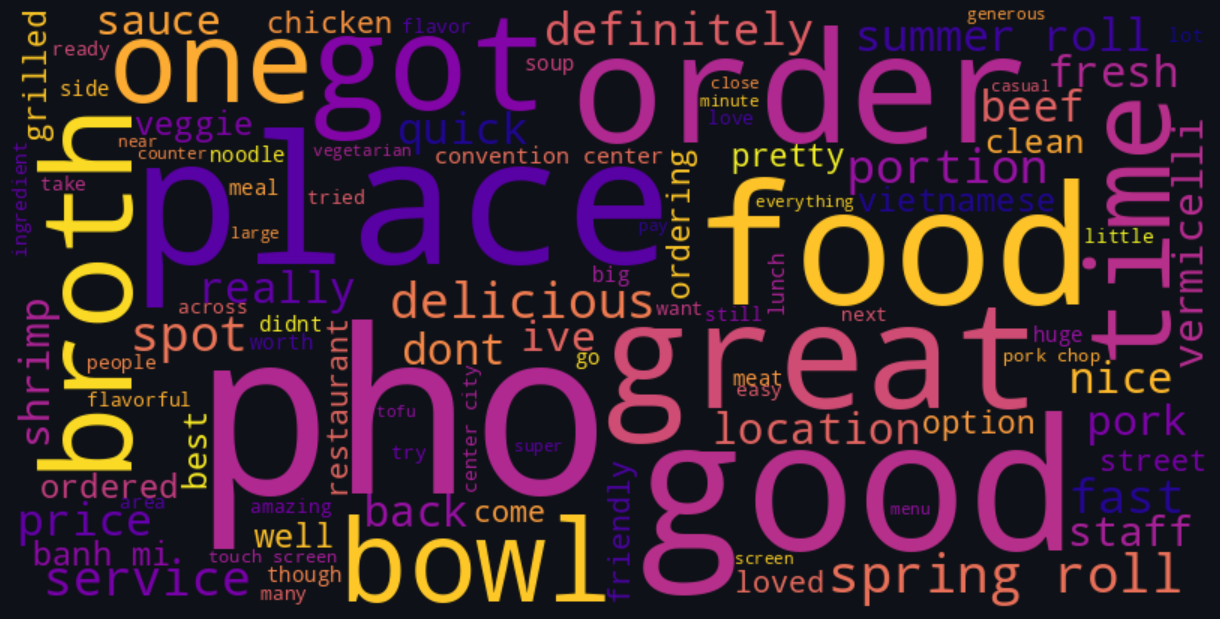 sauce
chicken
flavor
definitely
generous
grilled
ready
one
got
soup
order
summer roll
lot
side
close
minute
love
casual
fresh
beef
clean
time
broth
veggie
quick
near
counter
noodle
vegetarian
convention center
pretty
portion
vermicelli
ingredient
take
place
meal
tried
large
ordering
everything
vietnamese
pay
food
little
really
big
lunch
across
delicious
want
still
next
shrimp
spot
didnt
worth
restaurant
dont
ive
go
great
huge
pork chop
people
flavorful
meat
easy
nice
best
pho
tofu
try
center city
super
location
option
pork
ordered
area
street
price
amazing
back
come
friendly
good
menu
fast
staff
banh mi
well
bowl
touch screen
screen
service
though
many
loved
spring roll